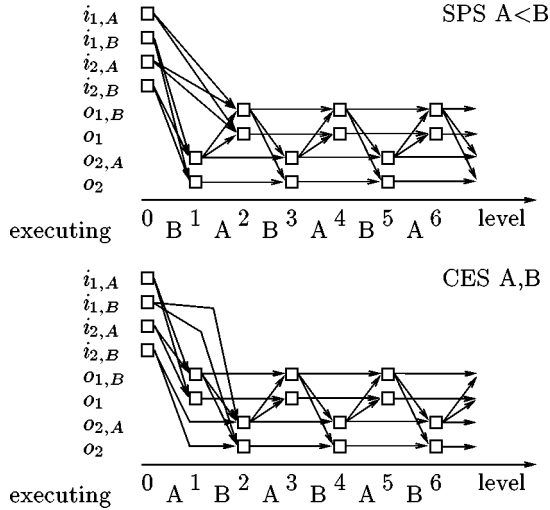 i₁,A SPS A<B
i₁,B
i₂,A
i₂,B
o₁,B
o₁
o₂,A
o₂
0 1 2 3 4 5 6 level
executing B A B A B A
i₁,A CES A,B
i₁,B
i₂,A
i₂,B
o₁,B
o₁
o₂,A
o₂
0 1 2 3 4 5 6 level
executing A B A B A B